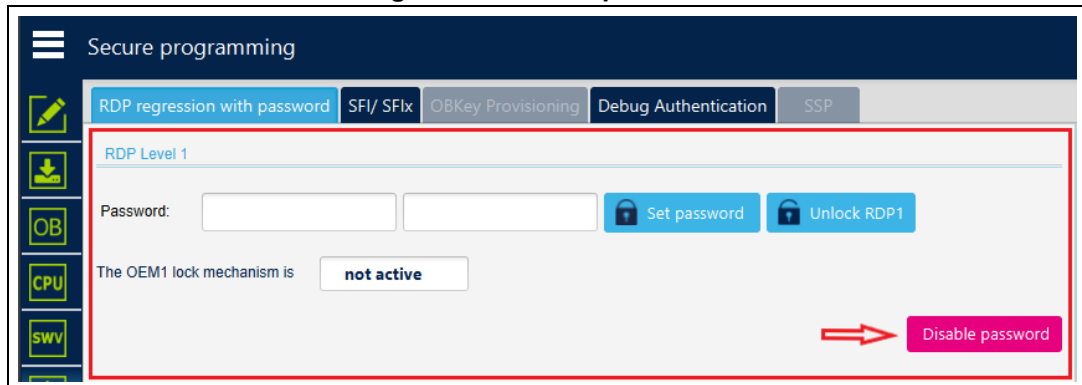 Secure programming
RDP regression with password SFI/ SFIx OBKey Provisioning Debug Authentication SSP
RDP Level 1
Password: Set password Unlock RDP1
OB
The OEM1 lock mechanism is not active
CPU
SWV
Disable password